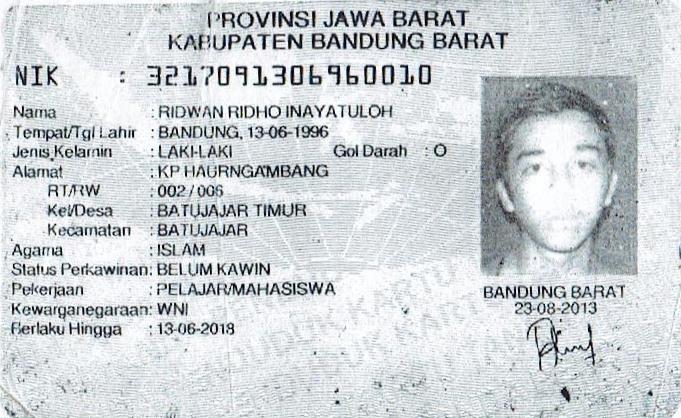 PROVINSI JAWA BARAT
KABUPATEN BANDUNG BARAT
NIK : 3217091306960010
Nama : RIDWAN RIDHO INAYATULOH
Tempat/Tgl Lahir : BANDUNG, 13-06-1996
Jenis Kelamin : LAKI-LAKI Gol Darah : O
Alamat : KP HAURNGAMBANG
RT/RW : 002/006
Kel/Desa : BATUJAJAR TIMUR
Kecamatan : BATUJAJAR
Agama : ISLAM
Status Perkawinan: BELUM KAWIN
Pekerjaan : PELAJAR/MAHASISWA
Kewarganegaraan: WNI
Berlaku Hingga : 13-06-2018
BANDUNG BARAT
23-08-2013